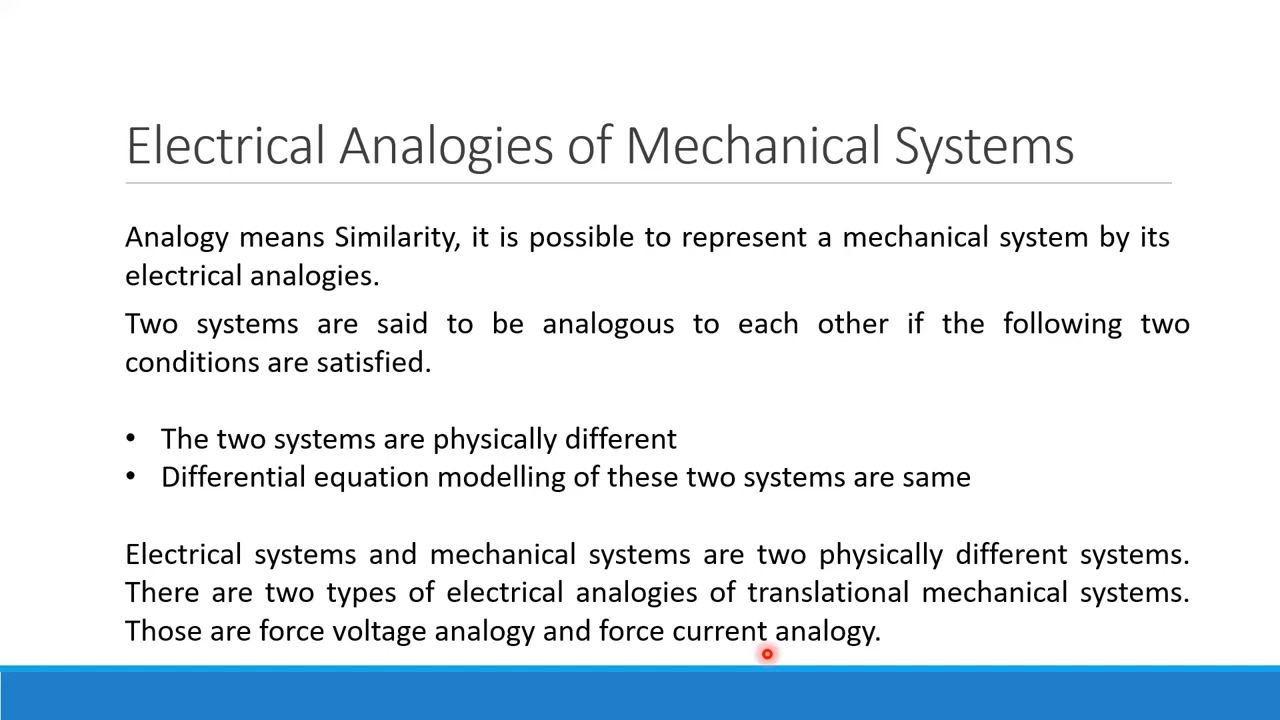 Electrical Analogies of Mechanical Systems
Analogy means Similarity, it is possible to represent a mechanical system by its
electrical analogies.
Two systems are said to be analogous to each other if the following two
conditions are satisfied.
• The two systems are physically different
• Differential equation modelling of these two systems are same
Electrical systems and mechanical systems are two physically different systems.
There are two types of electrical analogies of translational mechanical systems.
Those are force voltage analogy and force current analogy.